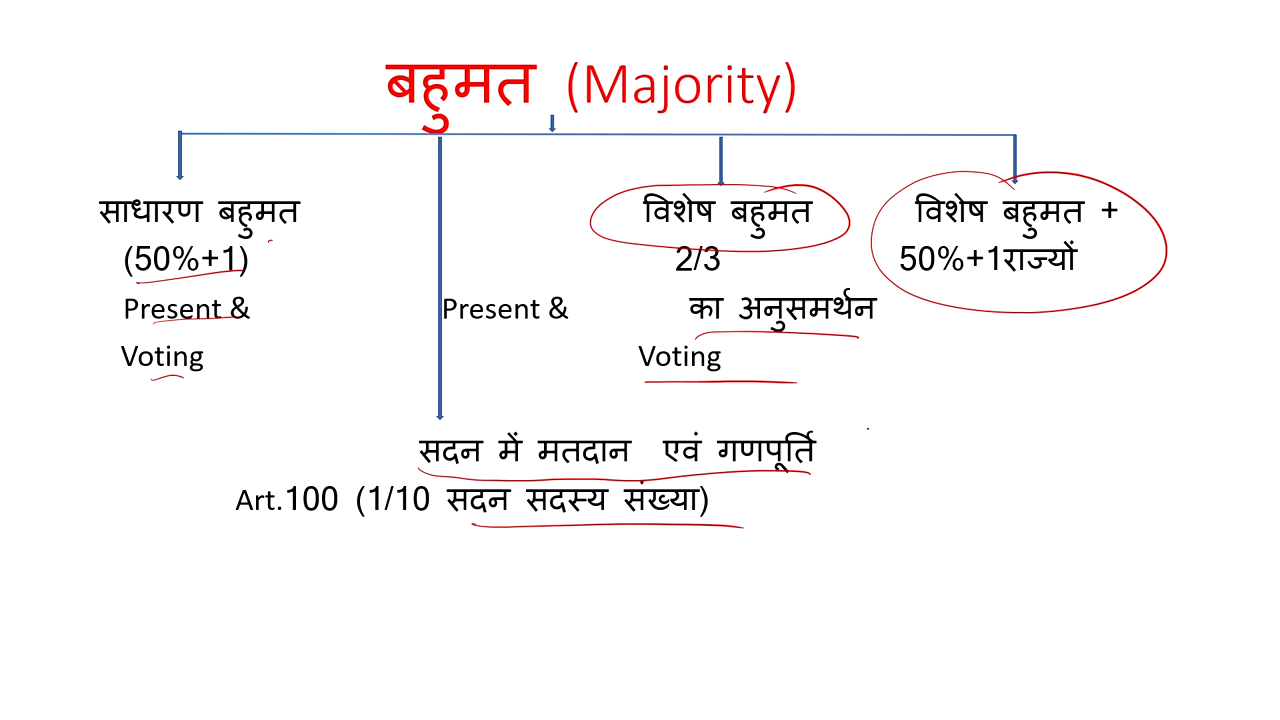 बहुमत (Majority)
साधारण बहुमत विशेष बहुमत विशेष बहुमत +
(50%+1) 2/3 50%+1राज्यों
Present & Present & का अनुसमर्थन
Voting Voting
सदन में मतदान एवं गणपूर्ति
Art.100 (1/10 सदन सदस्य संख्या)